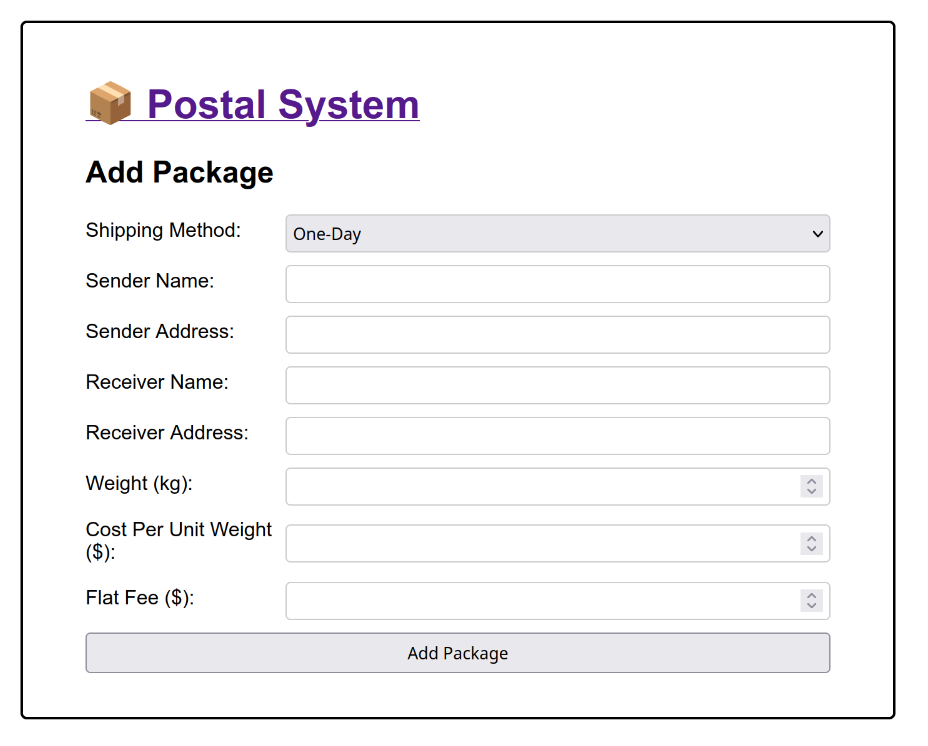 Postal System
Add Package
Shipping Method:
One-Day
Sender Name:
Sender Address:
Receiver Name:
Receiver Address:
Weight (kg):
Cost Per Unit Weight
($):
Flat Fee ($):
Add Package